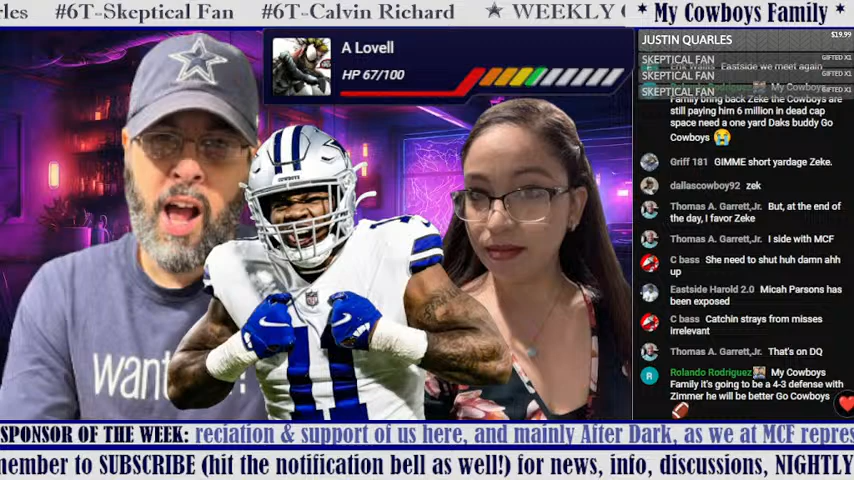 rles #6T-Skeptical Fan #6T-Calvin Richard ★ WEEKLY
* My Cowboys Family *
A Lovell
HP 67/100
COWBOYS
11
want
JUSTIN QUARLES $19.99
SKEPTICAL FAN GIFTED X1
SKEPTICAL FAN GIFTED X1
SKEPTICAL FAN GIFTED X1
Eastside we meet again
Rolando Rodriguez My Cowboys
Family bring back Zeke the Cowboys are
still paying him 6 million in dead cap
space need a one yard Daks buddy Go
Cowboys 😭
Griff 181 GIMME short yardage Zeke.
dallascowboy92 zek
Thomas A. Garrett,Jr. But, at the end of
the day, I favor Zeke
Thomas A. Garrett,Jr. I side with MCF
C bass She need to shut huh damn ahh
up
Eastside Harold 2.0 Micah Parsons has
been exposed
C bass Catchin strays from misses
irrelevant
Thomas A. Garrett,Jr. That's on DQ
R Rolando Rodriguez My Cowboys
Family it's going to be a 4-3 defense with
Zimmer he will be better Go Cowboys
🏈
SPONSOR OF THE WEEK: reciation & support of us here, and mainly After Dark, as we at MCF repres
member to SUBSCRIBE (hit the notification bell as well!) for news, info, discussions, NIGHTLY